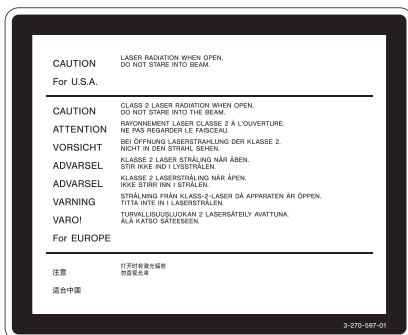 CAUTION LASER RADIATION WHEN OPEN,
DO NOT STARE INTO BEAM.
For U.S.A.
CAUTION CLASS 2 LASER RADIATION WHEN OPEN,
DO NOT STARE INTO THE BEAM.
ATTENTION RAYONNEMENT LASER CLASSE 2 À L'OUVERTURE.
NE PAS REGARDER LE FAISCEAU.
VORSICHT BEI ÖFFNUNG LASERSTRAHLUNG DER KLASSE 2.
NICHT IN DEN STRAHL SEHEN.
ADVARSEL KLASSE 2 LASER STRÅLING NÅR ÅBEN.
STIR IKKE IND I LYSSTRÅLEN.
ADVARSEL KLASSE 2 LASERSTRÅLING NÅR ÅPEN.
IKKE STIRR INN I STRÅLEN.
VARNING STRÅLNING FRÅN KLASS-2-LASER DÅ APPARATEN ÄR ÖPPEN.
TITTA INTE IN I LASERSTRÅLEN.
VARO! TURVALLISUUSLUOKAN 2 LASERSÄTEILY AVATTUNA.
ÄLÄ KATSO SÄTEESEEN.
For EUROPE
注意 打开时有激光辐射
勿直视光束
适合中国
3-270-597-01